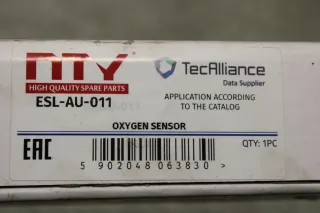 NTY
HIGH QUALITY SPARE PARTS
ESL-AU-011
TecAlliance
Data Supplier
APPLICATION ACCORDING
TO THE CATALOG
OXYGEN SENSOR
EAC
QTY: 1PC
5 902048 063830 >